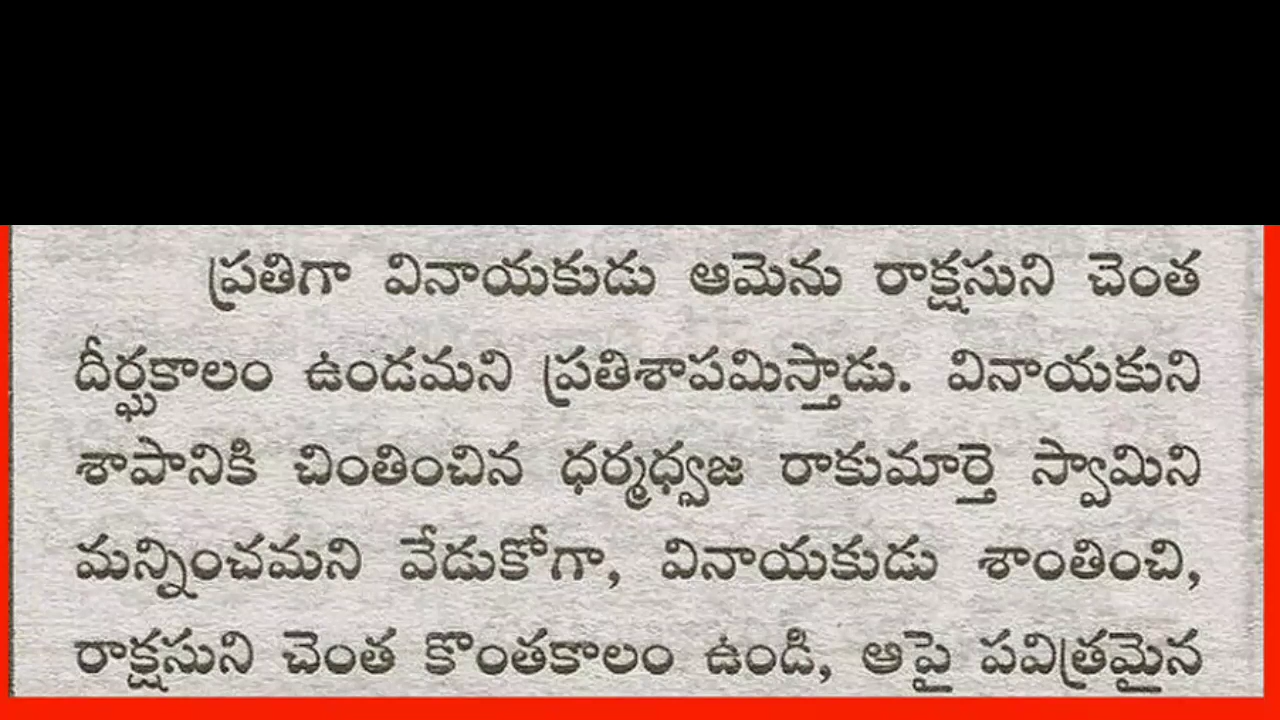 ప్రతిగా వినాయకుడు ఆమెను రాక్షసుని చెంత
దీర్ఘకాలం ఉండమని ప్రతిశాపమిస్తాడు. వినాయకుని
శాపానికి చింతించిన ధర్మధ్వజ రాకుమార్తె స్వామిని
మన్నించమని వేడుకోగా, వినాయకుడు శాంతించి,
రాక్షసుని చెంత కొంతకాలం ఉండి, ఆపై పవిత్రమైన